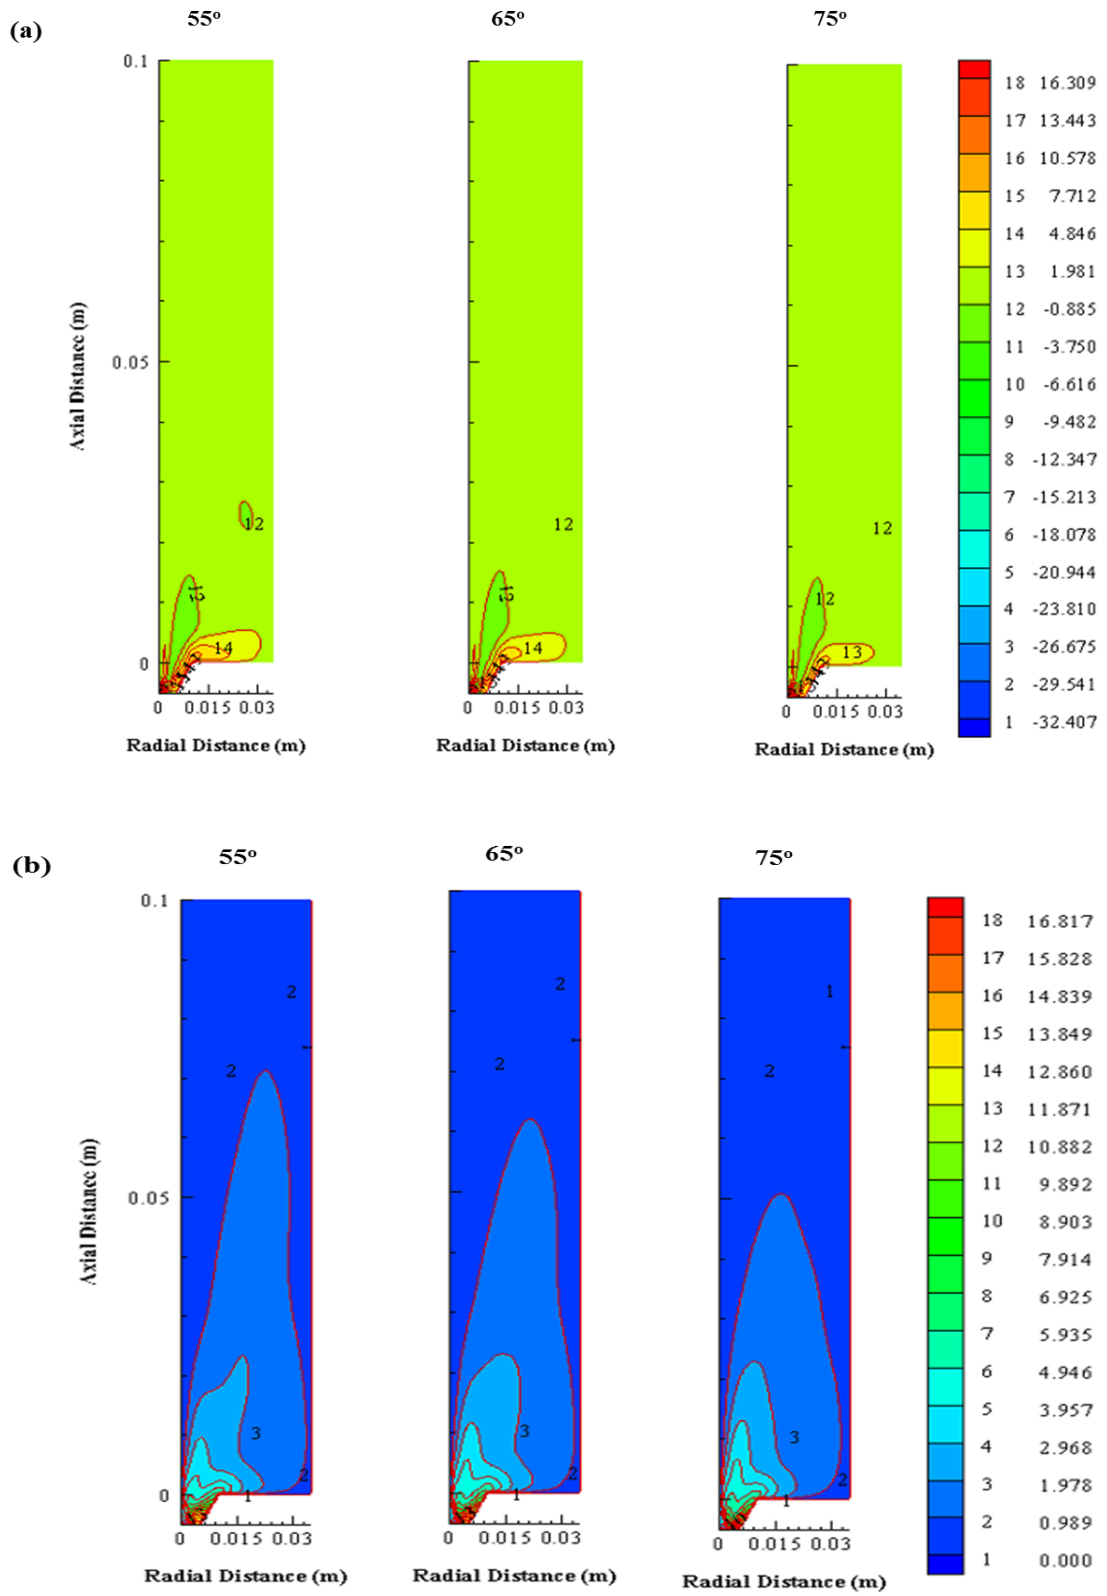 (a) 55º 65º 75º
0.1
0.05
0
Axial Distance (m)
12 12 12
12
14 14 13
0 0.015 0.03 0 0.015 0.03 0 0.015 0.03
Radial Distance (m) Radial Distance (m) Radial Distance (m)
18 16.309
17 13.443
16 10.578
15 7.712
14 4.846
13 1.981
12 -0.885
11 -3.750
10 -6.616
9 -9.482
8 -12.347
7 -15.213
6 -18.078
5 -20.944
4 -23.810
3 -26.675
2 -29.541
1 -32.407
(b) 55º 65º 75º
0.1
0.05
0
Axial Distance (m)
2 2 1
2 2 2
3 3 3
2 2 2
1 1 1
0 0.015 0.03 0 0.015 0.03 0 0.015 0.03
Radial Distance (m) Radial Distance (m) Radial Distance (m)
18 16.817
17 15.828
16 14.839
15 13.849
14 12.860
13 11.871
12 10.882
11 9.892
10 8.903
9 7.914
8 6.925
7 5.935
6 4.946
5 3.957
4 2.968
3 1.978
2 0.989
1 0.000